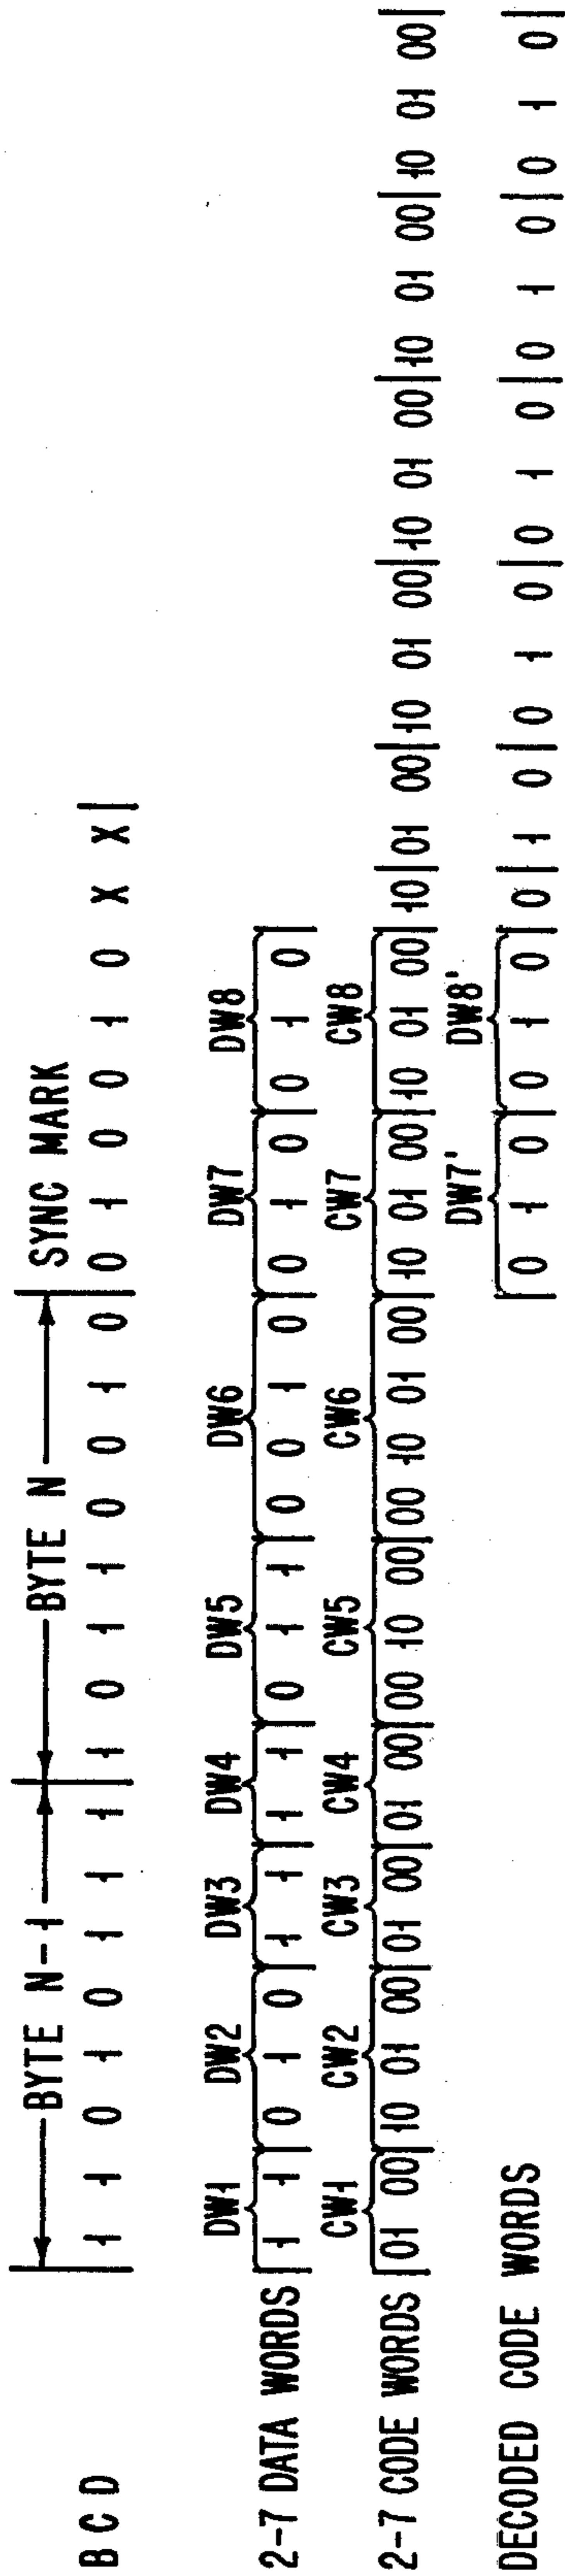 BYTE N-1 BYTE N SYNC MARK
B C D 1 1 0 1 0 1 1 1 1 0 1 1 0 0 1 0 0 1 0 0 1 0 X X
DW1 DW2 DW3 DW4 DW5 DW6 DW7 DW8
2-7 DATA WORDS 1 1 0 1 0 1 1 1 1 0 1 1 0 0 1 0 0 1 0 0 1 0
CW1 CW2 CW3 CW4 CW5 CW6 CW7 CW8
2-7 CODE WORDS 01 00 10 01 00 01 00 01 00 00 10 00 00 10 01 00 10 01 00 10 01 00 10 01 00 10 01 00 10 01 00 10 01 00 10 01 00
DW7' DW8'
DECODED CODE WORDS 0 1 0 0 1 0 0 1 0 0 1 0 0 1 0 0 1 0 0 1 0